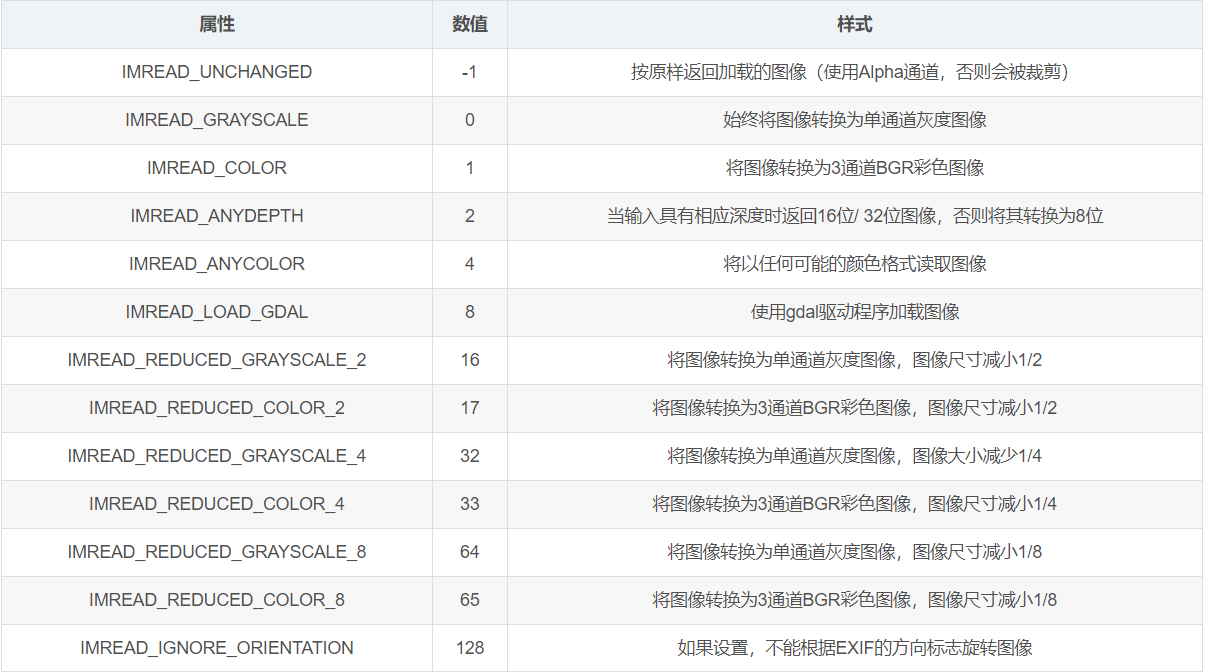 属性 数值 样式
IMREAD_UNCHANGED -1 按原样返回加载的图像（使用Alpha通道，否则会被裁剪）
IMREAD_GRAYSCALE 0 始终将图像转换为单通道灰度图像
IMREAD_COLOR 1 将图像转换为3通道BGR彩色图像
IMREAD_ANYDEPTH 2 当输入具有相应深度时返回16位/ 32位图像，否则将其转换为8位
IMREAD_ANYCOLOR 4 将以任何可能的颜色格式读取图像
IMREAD_LOAD_GDAL 8 使用gdal驱动程序加载图像
IMREAD_REDUCED_GRAYSCALE_2 16 将图像转换为单通道灰度图像，图像尺寸减小1/2
IMREAD_REDUCED_COLOR_2 17 将图像转换为3通道BGR彩色图像，图像尺寸减小1/2
IMREAD_REDUCED_GRAYSCALE_4 32 将图像转换为单通道灰度图像，图像大小减少1/4
IMREAD_REDUCED_COLOR_4 33 将图像转换为3通道BGR彩色图像，图像尺寸减小1/4
IMREAD_REDUCED_GRAYSCALE_8 64 将图像转换为单通道灰度图像，图像尺寸减小1/8
IMREAD_REDUCED_COLOR_8 65 将图像转换为3通道BGR彩色图像，图像尺寸减小1/8
IMREAD_IGNORE_ORIENTATION 128 如果设置，不能根据EXIF的方向标志旋转图像